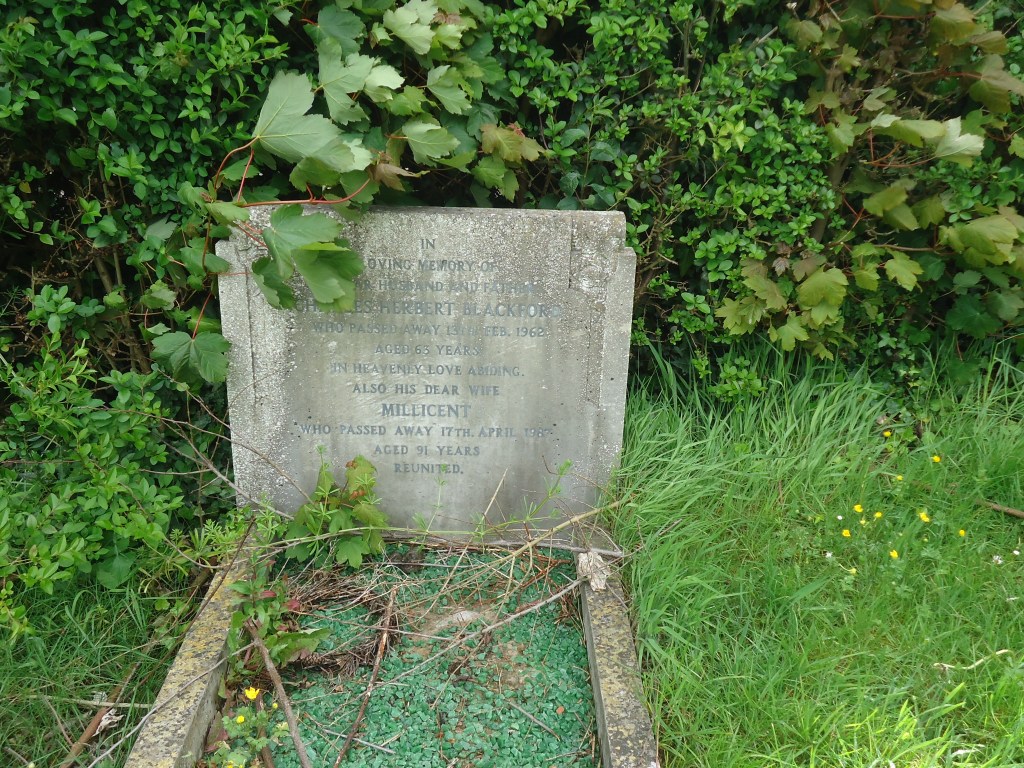 IN
LOVING MEMORY OF
HUSBAND AND FATHER
HERBERT BLACKFORD
WHO PASSED AWAY 13TH FEB. 1962.
AGED 63 YEARS
IN HEAVENLY LOVE ABIDING.
ALSO HIS DEAR WIFE
MILLICENT
WHO PASSED AWAY 17TH. APRIL
AGED 91 YEARS
REUNITED.